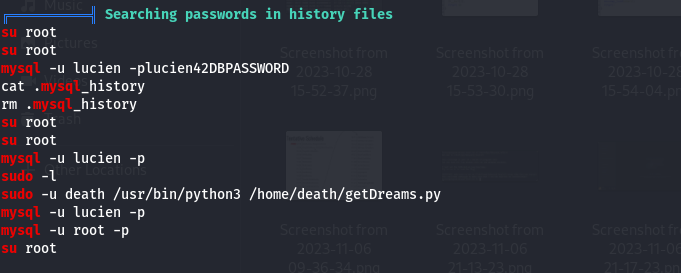 Searching passwords in history files
su root
su root
mysql -u lucien -plucien42DBPASSWORD
cat .mysql_history
rm .mysql_history
su root
su root
mysql -u lucien -p
sudo -l
sudo -u death /usr/bin/python3 /home/death/getDreams.py
mysql -u lucien -p
mysql -u root -p
su root
Music
Pictures
Other Locations
Screenshot from
2023-10-28
15-52-37.png
Screenshot from
2023-10-28
15-53-30.png
Screenshot from
2023-10-28
15-54-04.png
Screenshot from
2023-11-06
09-36-34.png
Screenshot from
2023-11-06
21-13-23.png
Screenshot from
2023-11-06
21-17-23.png